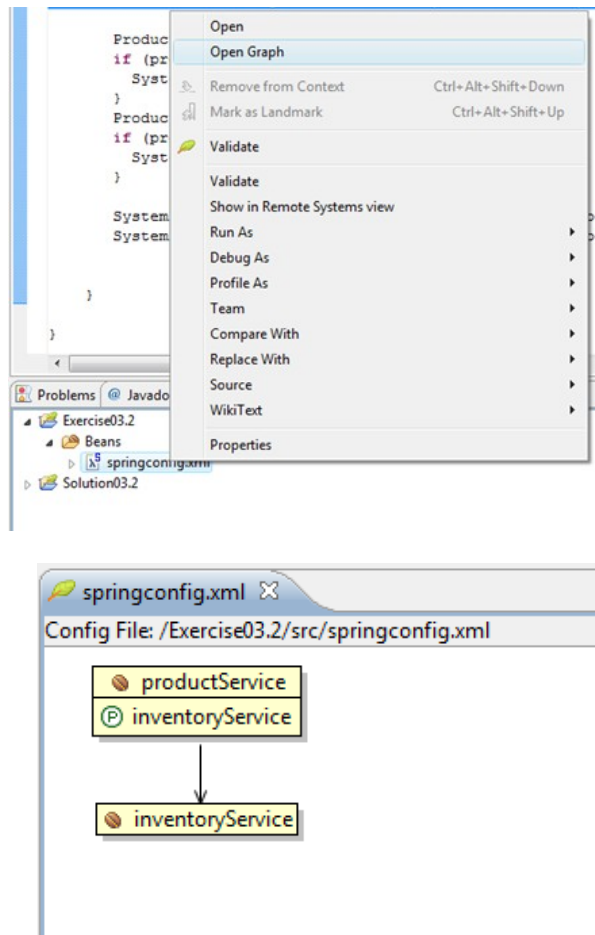 Open
Produc
Open Graph
if (pr
Syst
Remove from Context Ctrl+Alt+Shift+Down
}
Produc
Mark as Landmark Ctrl+Alt+Shift+Up
if (pr
Validate
Syst
}
Validate
System
Show in Remote Systems view
System
Run As
Debug As
Profile As
}
Team
}
Compare With
Replace With
Source
Problems @ Javado
WikiText
Exercise03.2
Beans
Properties
springconfig.xml
Solution03.2
springconfig.xml
Config File: /Exercise03.2/src/springconfig.xml
productService
P inventoryService
inventoryService